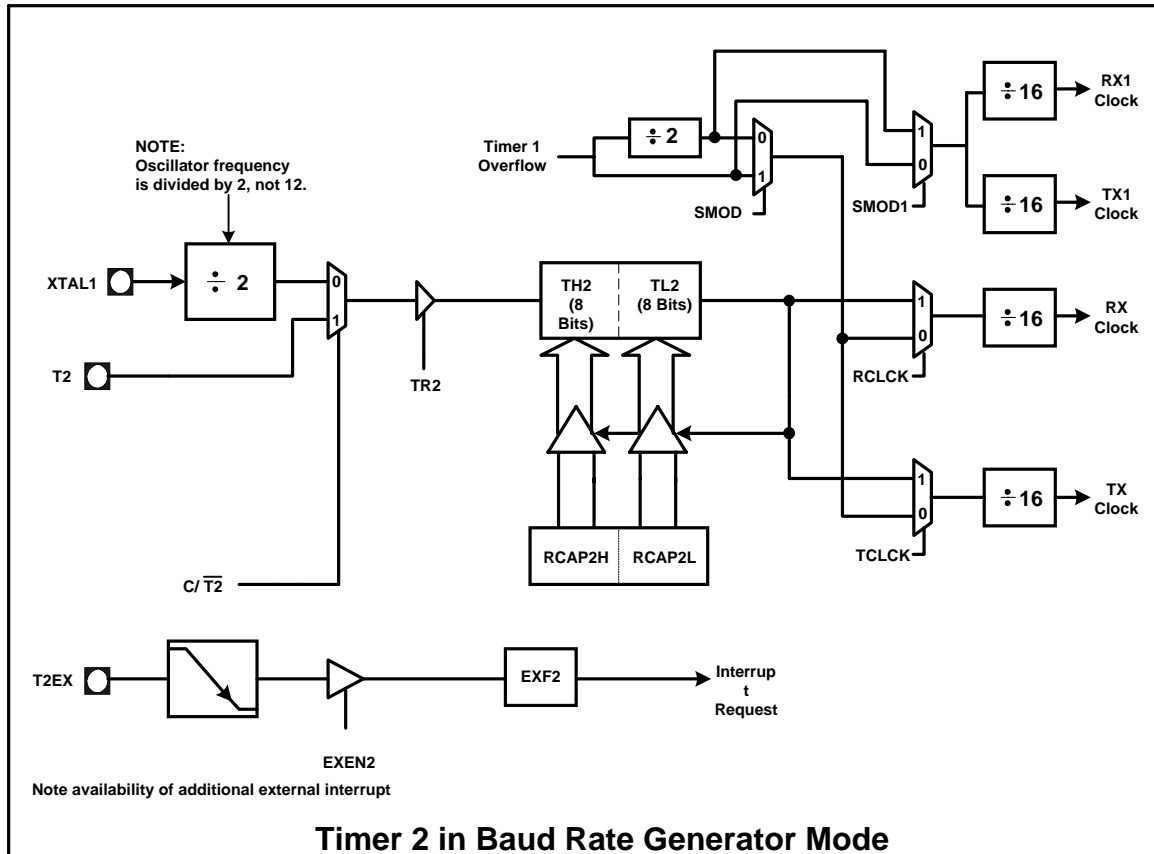 RX1
Clock
÷ 16
Timer 1
Overflow
÷ 2
0
1
SMOD
1
0
SMOD1
÷ 16
TX1
Clock
NOTE:
Oscillator frequency
is divided by 2, not 12.
XTAL1
÷ 2
0
1
T2
C/ T2
TR2
TH2
(8
Bits)
TL2
(8 Bits)
RCAP2H
RCAP2L
1
0
RCLCK
÷ 16
RX
Clock
1
0
TCLCK
÷ 16
TX
Clock
T2EX
EXEN2
EXF2
Interrup
t
Request
Note availability of additional external interrupt
Timer 2 in Baud Rate Generator Mode